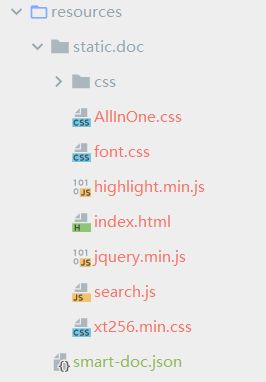 resources
static.doc
css
AllInOne.css
font.css
highlight.min.js
index.html
jquery.min.js
search.js
xt256.min.css
smart-doc.json